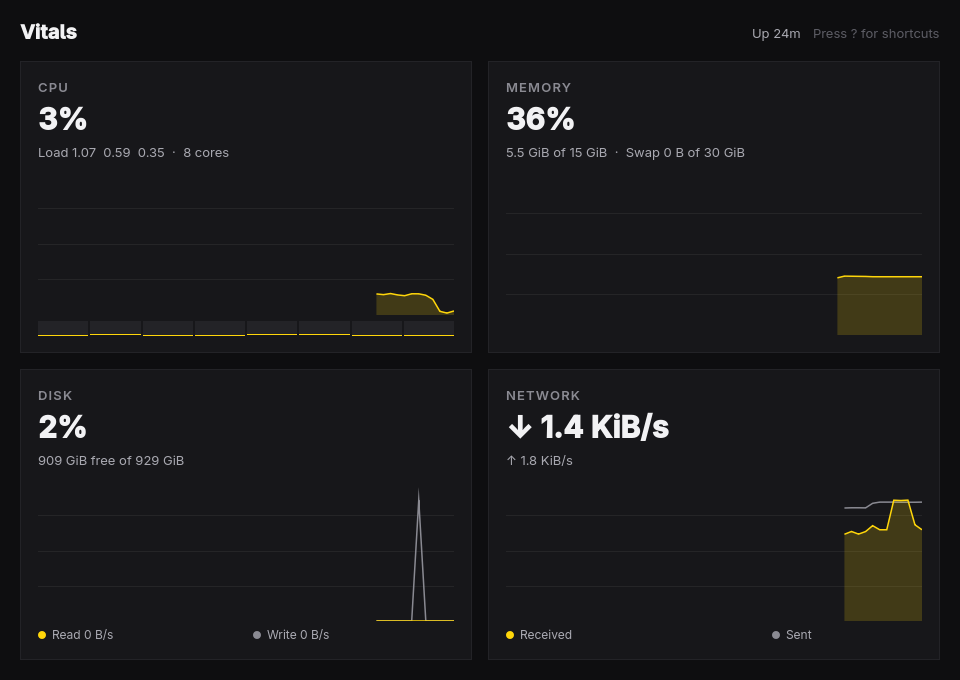 Vitals
Up 24m Press ? for shortcuts
CPU
3%
Load 1.07 0.59 0.35 · 8 cores
MEMORY
36%
5.5 GiB of 15 GiB · Swap 0 B of 30 GiB
DISK
2%
909 GiB free of 929 GiB
Read 0 B/s
Write 0 B/s
NETWORK
↓ 1.4 KiB/s
↑ 1.8 KiB/s
Received
Sent